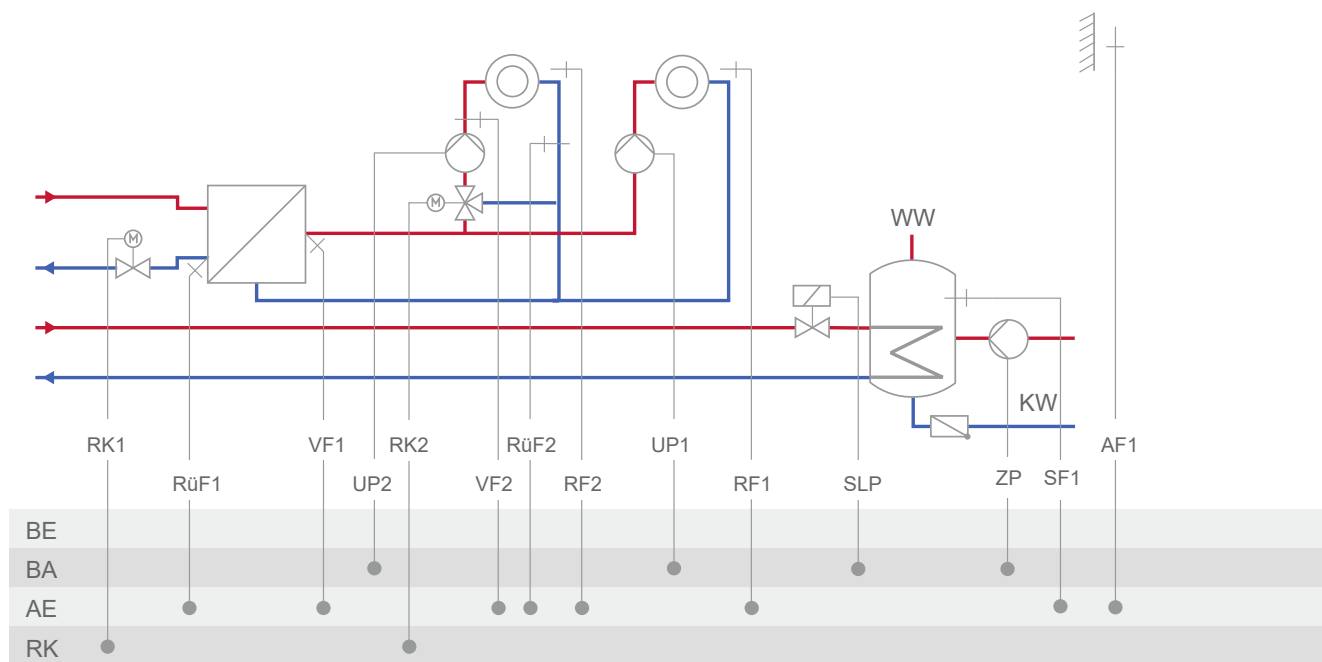 WW
M
M
KW
RK1
VF1
RK2
RüF2
UP1
AF1
RüF1
UP2
VF2
RF2
RF1
SLP
ZP
SF1
BE
BA
AE
RK